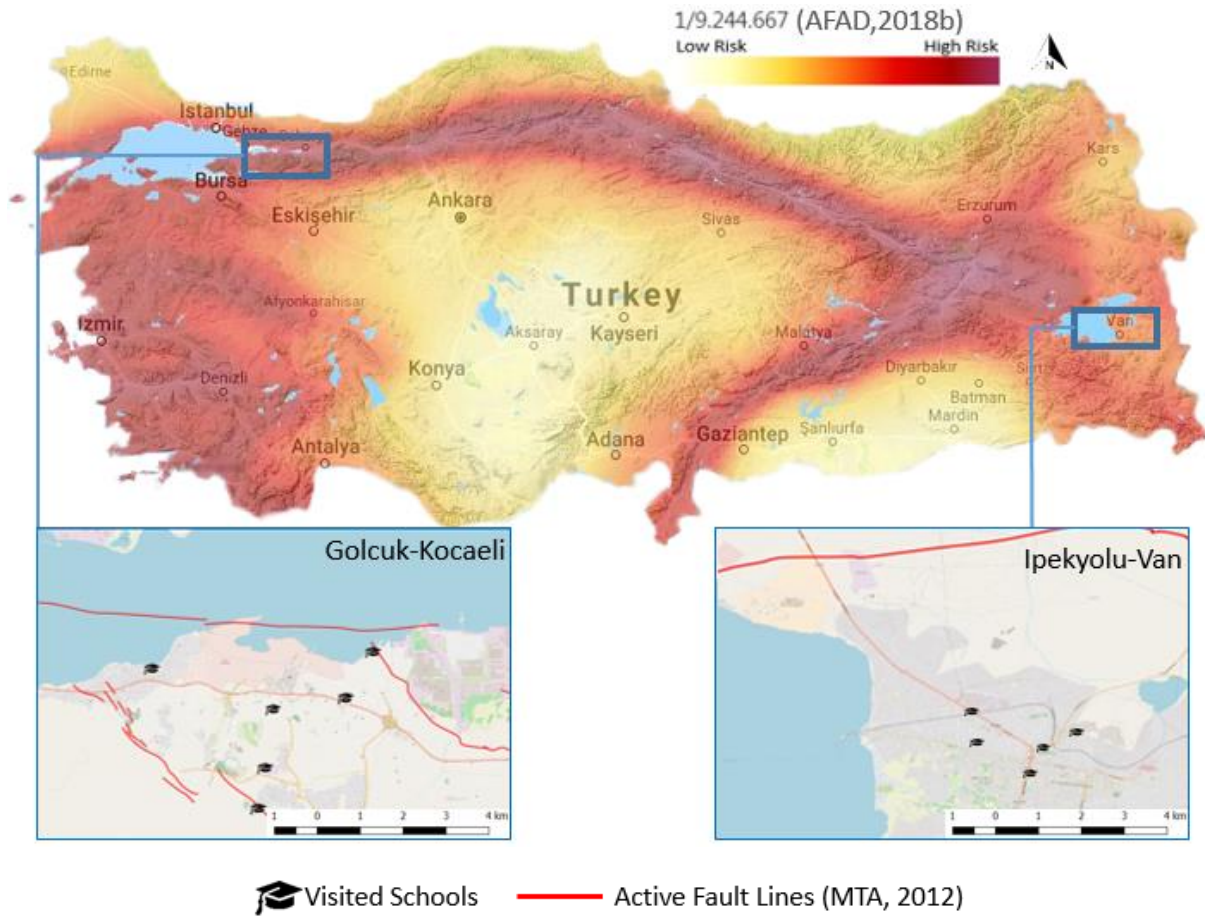 1/9.244.667 (AFAD,2018b)
Low Risk High Risk
N
Edirne
Istanbul
Gebze
Bursa
Eskişehir
Ankara
Sivas
Erzurum
Kars
Turkey
Kayseri
Afyonkarahisar
Aksaray
Izmir
Malatya
Van
Denizli
Konya
Diyarbakır
Siirt
Batman
Mardin
Antalya
Adana
Gaziantep
Şanlıurfa
Golcuk-Kocaeli
Ipekyolu-Van
1 0 1 2 3 4 km
1 0 1 2 3 4 km
Visited Schools Active Fault Lines (MTA, 2012)